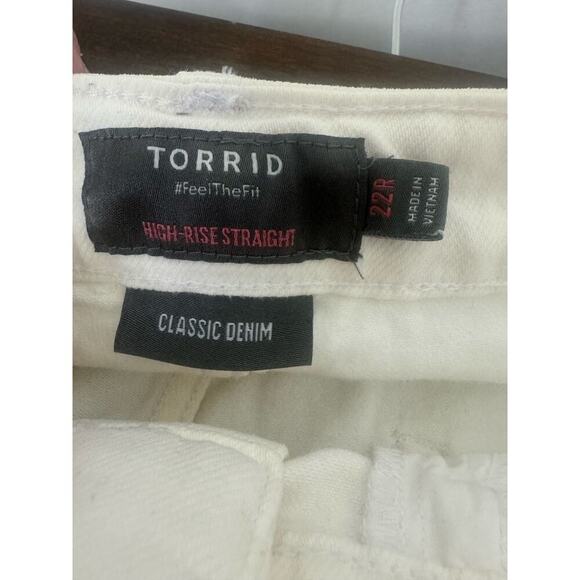 TORRID
#FeelTheFit
HIGH-RISE STRAIGHT
22R
MADE IN
VIETNAM
CLASSIC DENIM